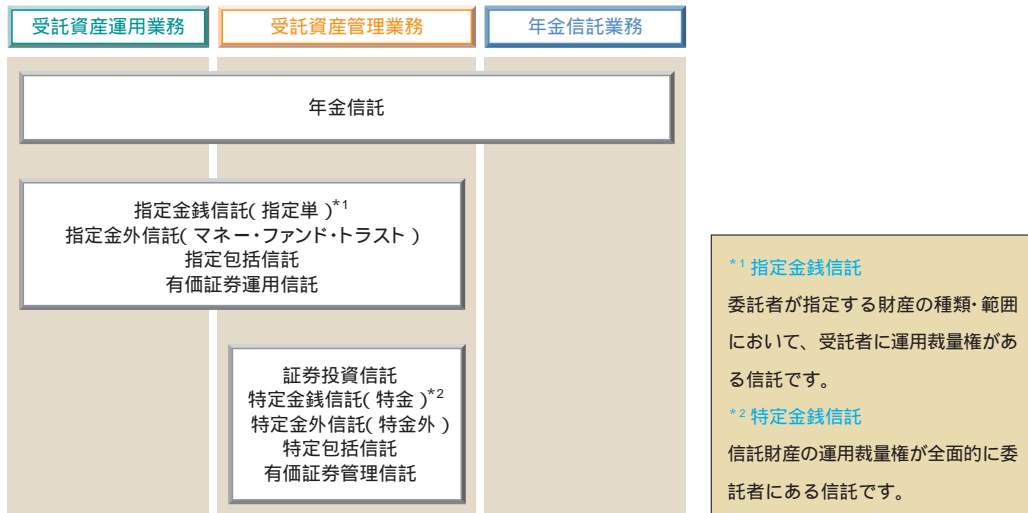 受託資産運用業務
受託資産管理業務
年金信託業務
年金信託
指定金銭信託(指定単)*1
指定金外信託(マネー・ファンド・トラスト)
指定包括信託
有価証券運用信託
証券投資信託
特定金銭信託(特金)*2
特定金外信託(特金外)
特定包括信託
有価証券管理信託
*1 指定金銭信託
委託者が指定する財産の種類・範囲
において、受託者に運用裁量権があ
る信託です。
*2 特定金銭信託
信託財産の運用裁量権が全面的に委
託者にある信託です。